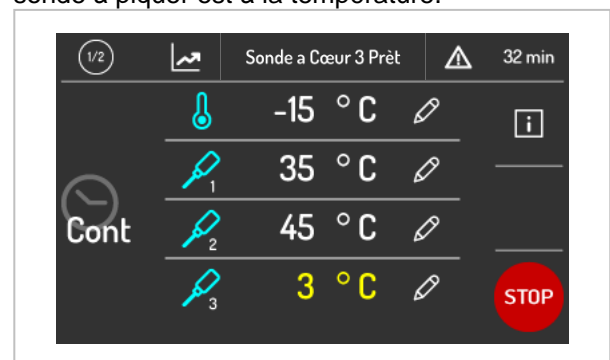 sonde à piquer est à la température.
1/2 Sonde a Cœur 3 Prèt 32 min
-15 °C
i
1 35 °C
Cont
2 45 °C
3 3 °C
STOP